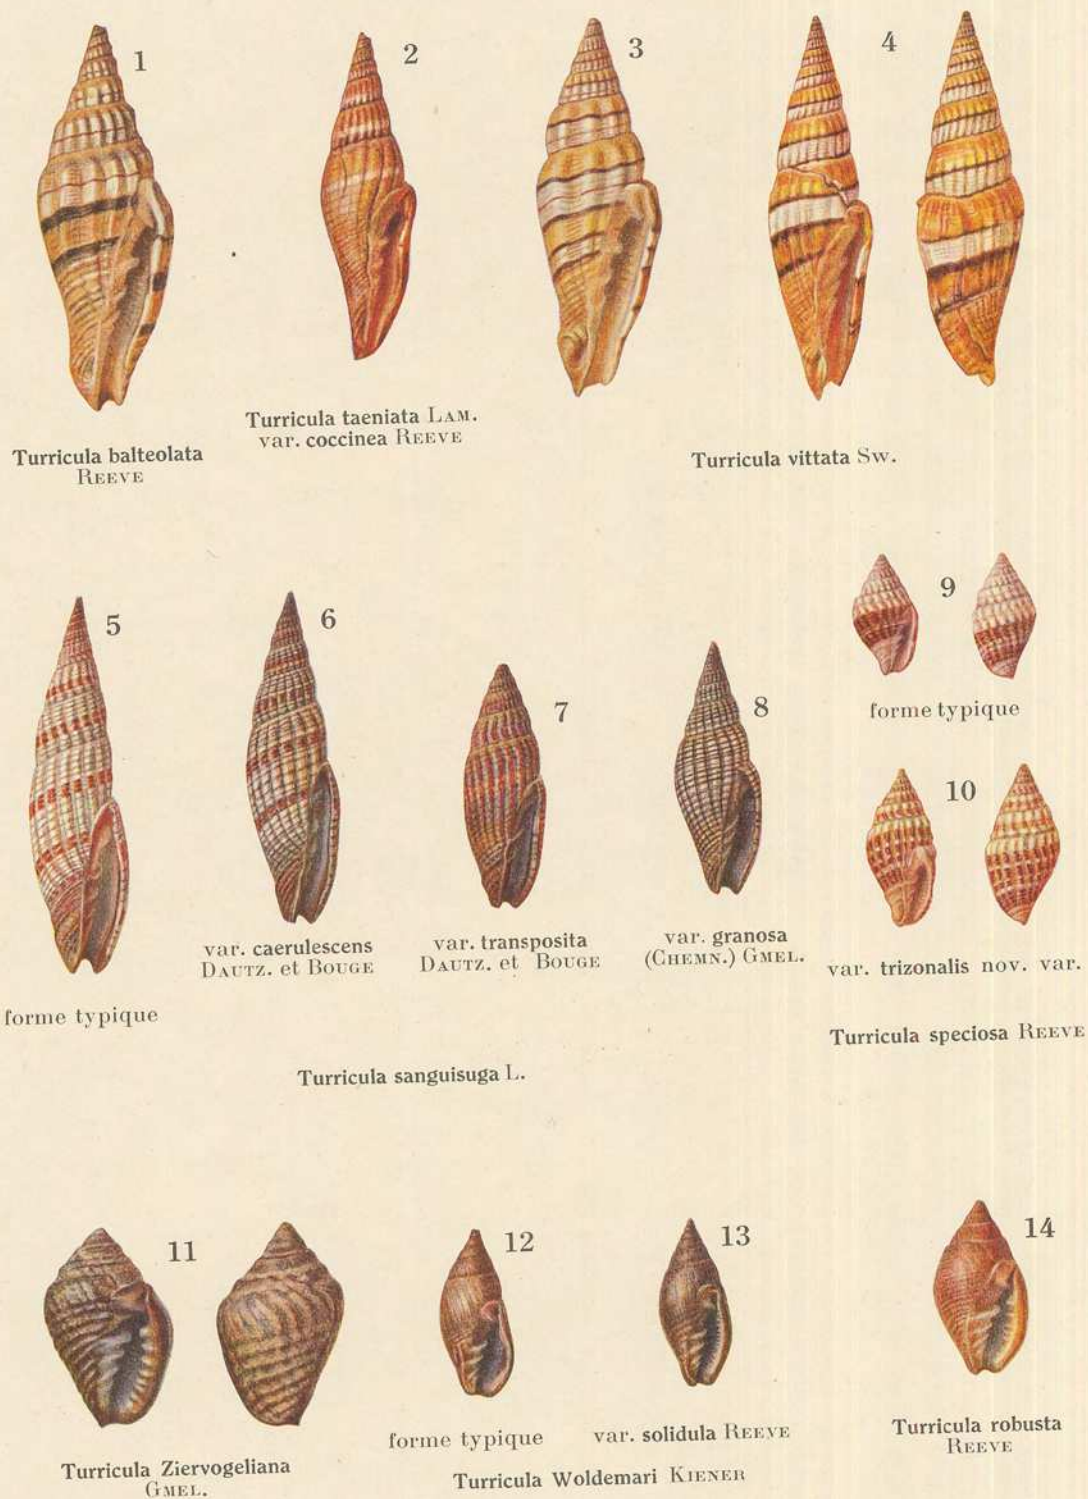 1
2
3
4
Turricula balteolata
REEVE
Turricula taeniata LAM.
var. coccinea REEVE
Turricula vittata Sw.
5
6
7
8
9
forme typique
10
var. caerulescens
DAUTZ. et BOUGE
var. transposita
DAUTZ. et BOUGE
var. granosa
(CHEMN.) GMEL.
var. trizonalis nov. var.
forme typique
Turricula speciosa REEVE
Turricula sanguisuga L.
11
12
13
14
Turricula Ziervogeliana
GMEL.
forme typique
var. solidula REEVE
Turricula Woldemari KIENER
Turricula robusta
REEVE